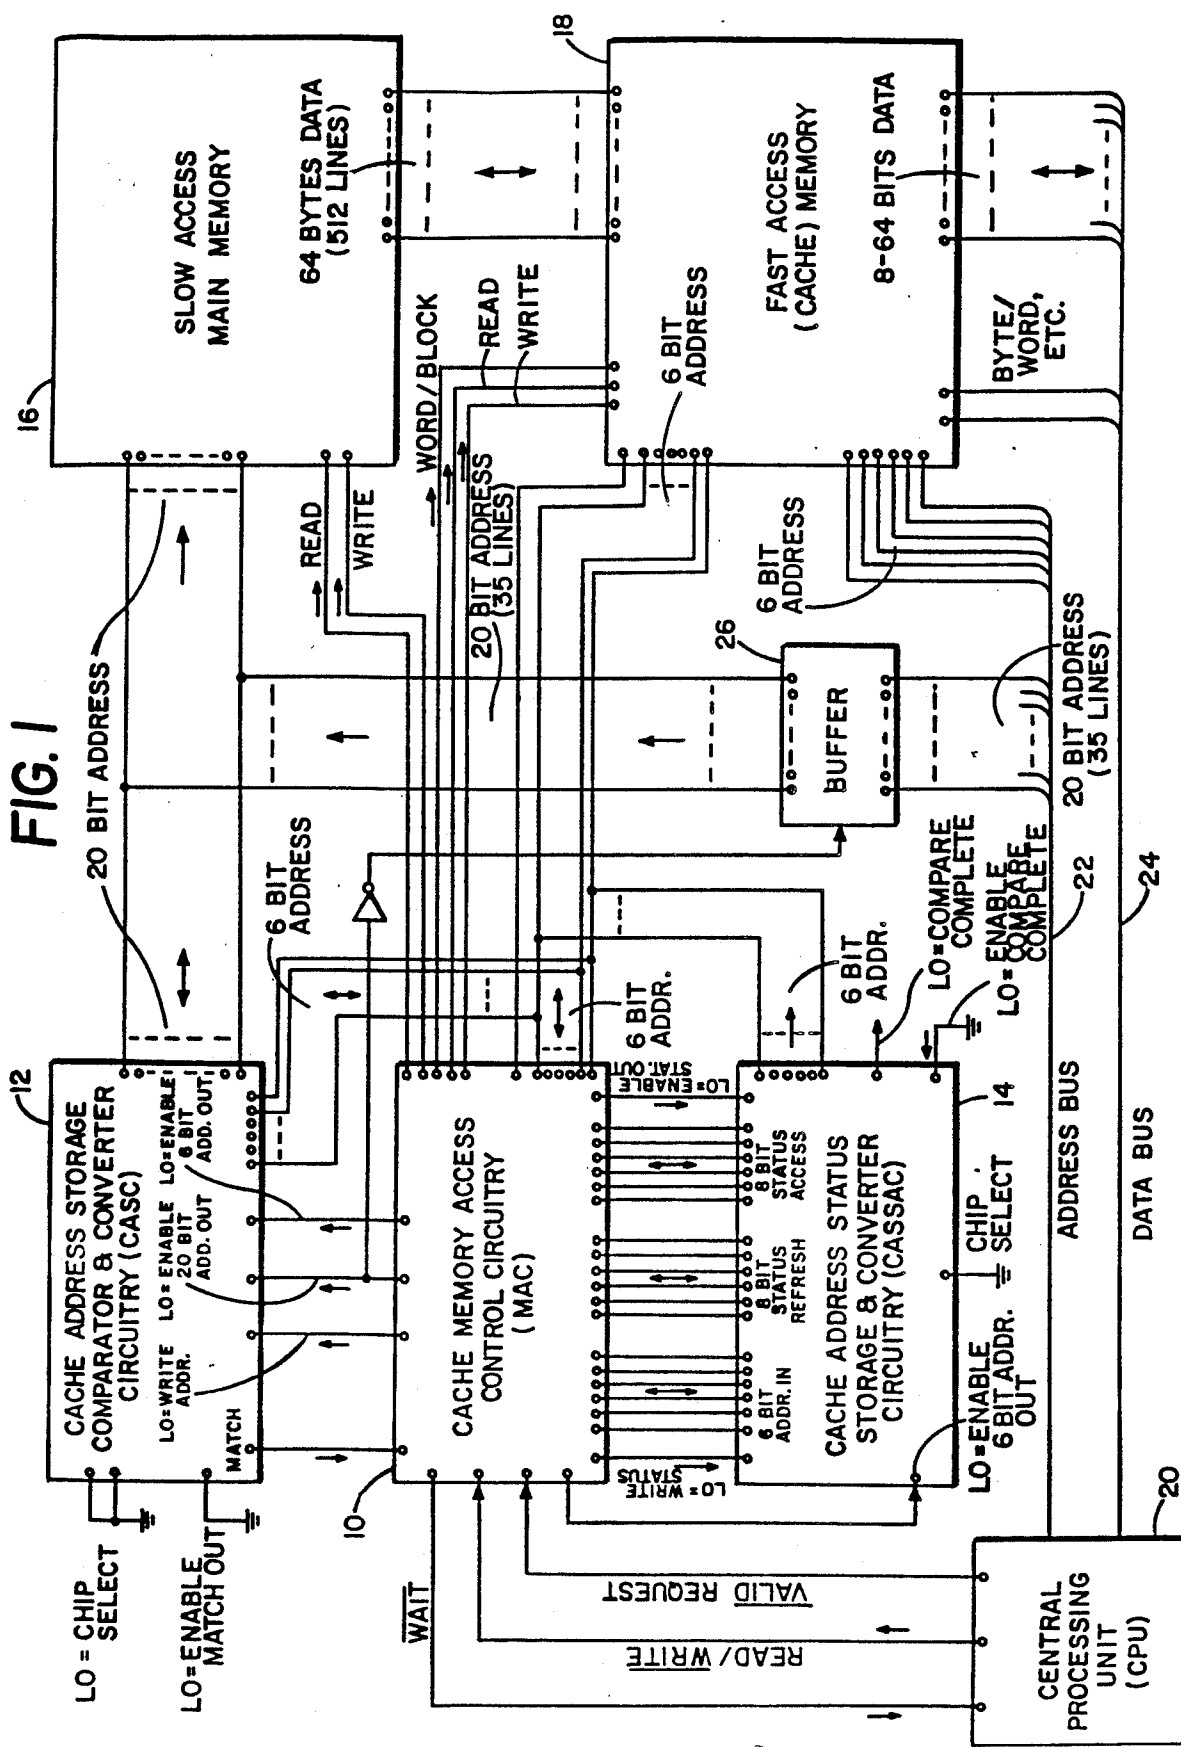 FIG. 1
LO = CHIP
SELECT
LO=ENABLE
MATCH OUT
12
CACHE ADDRESS STORAGE
COMPARATOR & CONVERTER
CIRCUITRY (CASC)
LO=WRITE
ADDR.
LO=ENABLE
20 BIT
ADD. OUT
LO=ENABLE
6 BIT
ADD. OUT
MATCH
20 BIT ADDRESS
6 BIT
ADDRESS
16
SLOW ACCESS
MAIN MEMORY
64 BYTES DATA
(512 LINES)
READ
WRITE
10
CACHE MEMORY ACCESS
CONTROL CIRCUITRY
(MAC)
WORD/BLOCK
READ
WRITE
20 BIT ADDRESS
(35 LINES)
6 BIT
ADDR.
18
FAST ACCESS
(CACHE) MEMORY
6 BIT
ADDRESS
8-64 BITS DATA
LO=WRITE
STATUS
LO=ENABLE
STAT. OUT
6 BIT
ADDR. IN
8 BIT
STATUS
REFRESH
8 BIT
STATUS
ACCESS
CACHE ADDRESS STATUS
STORAGE & CONVERTER
CIRCUITRY (CASSAC)
14
6 BIT
ADDR.
LO=COMPARE
COMPLETE
LO=ENABLE
COMPARE
COMPLETE
LO=ENABLE
6 BIT ADDR.
OUT
CHIP
SELECT
26
BUFFER
20 BIT ADDRESS
(35 LINES)
6 BIT
ADDRESS
BYTE/
WORD,
ETC.
WAIT
READ/WRITE
VALID REQUEST
ADDRESS BUS
22
DATA BUS
24
20
CENTRAL
PROCESSING
UNIT
(CPU)